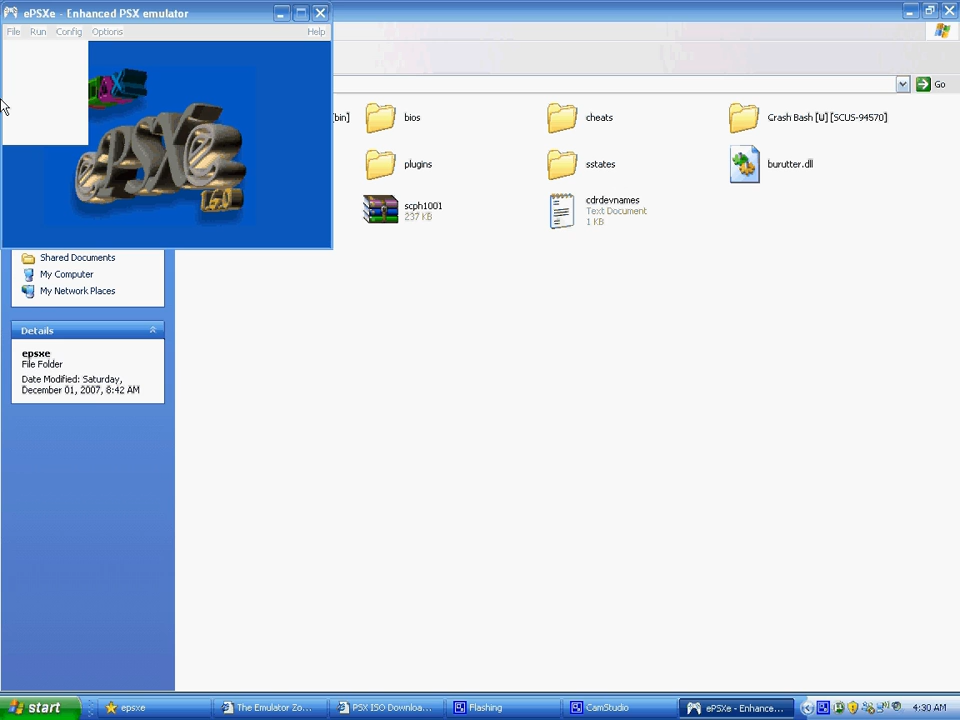 ePSXe - Enhanced PSX emulator
File Run Config Options Help
ePSXe
Go
[bin]
bios
cheats
Crash Bash [U] [SCUS-94570]
plugins
sstates
burutter.dll
scph1001
237 KB
cdrdevnames
Text Document
1 KB
Shared Documents
My Computer
My Network Places
Details
epsxe
File Folder
Date Modified: Saturday,
December 01, 2007, 8:42 AM
start
epsxe
The Emulator Zo...
PSX ISO Downloa...
Flashing
CamStudio
ePSXe - Enhance...
4:30 AM